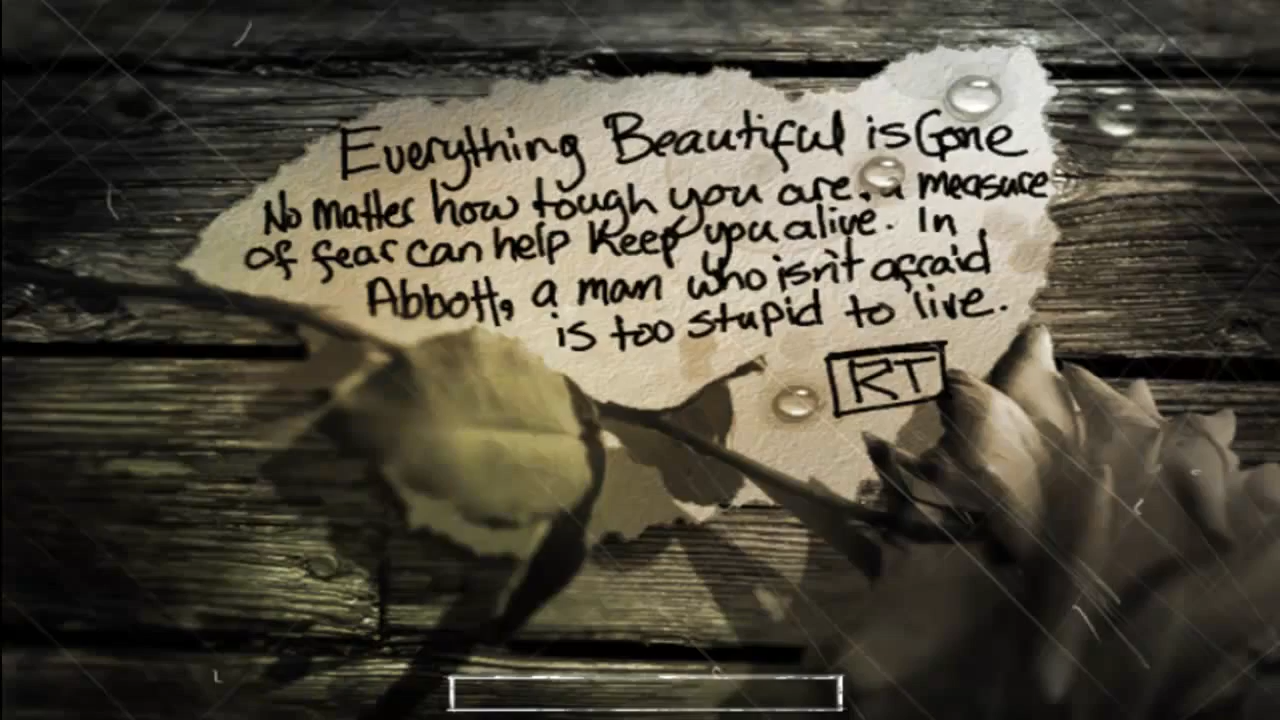 Everything Beautiful is Gone
No matter how tough you are, a measure
of fear can help keep you alive. In
Abbott, a man who isn't afraid
is too stupid to live.
RT